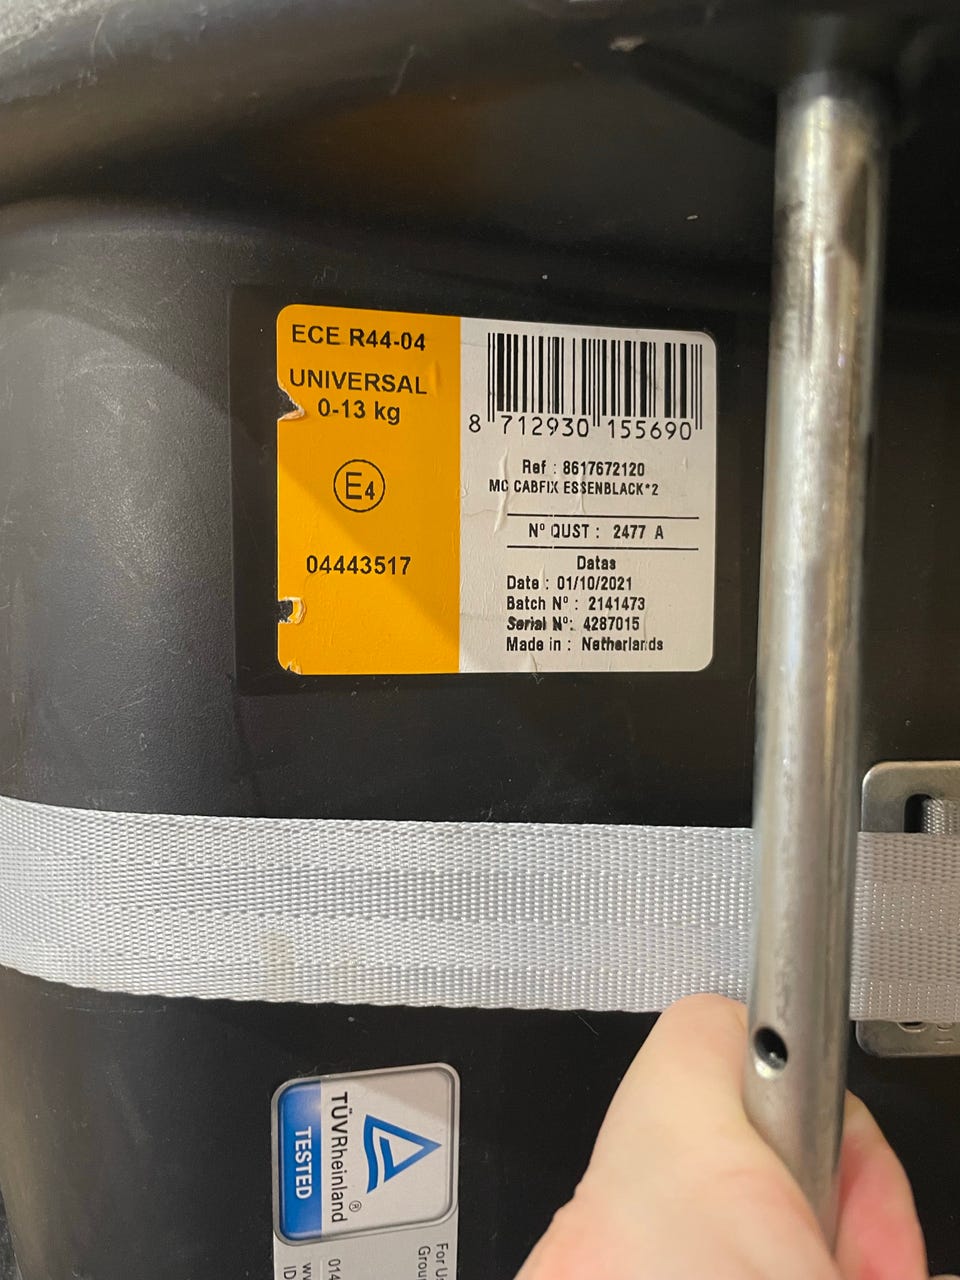 ECE R44-04
UNIVERSAL
0-13 kg
E4
04443517
8 712930 155690
Ref : 8617672120
MC CABFIX ESSENBLACK*2
Nº QUST : 2477 A
Datas
Date : 01/10/2021
Batch Nº : 2141473
Serial Nº: 4287015
Made in : Netherlands
TÜVRheinland®
TESTED